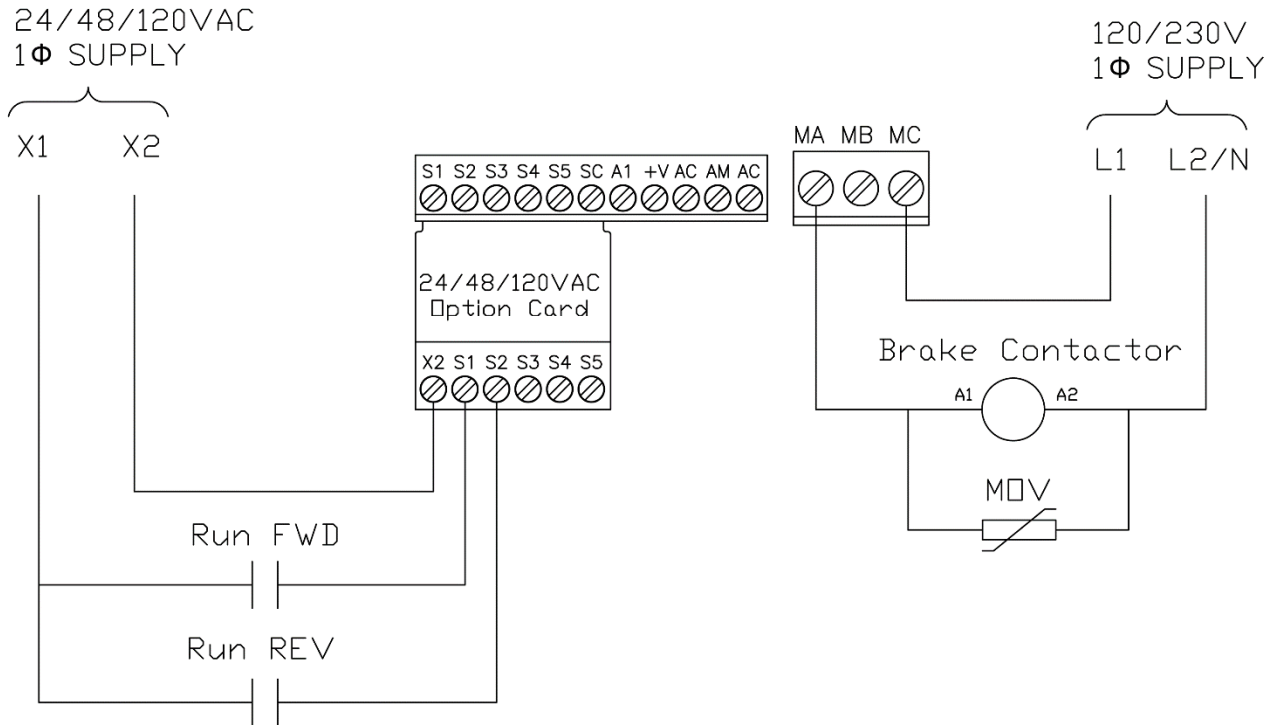 24/48/120VAC
1Φ SUPPLY
X1 X2
120/230V
1Φ SUPPLY
L1 L2/N
MA MB MC
S1 S2 S3 S4 S5 SC A1 +V AC AM AC
24/48/120VAC
Option Card
X2 S1 S2 S3 S4 S5
Brake Contactor
A1 A2
MOV
Run FWD
Run REV